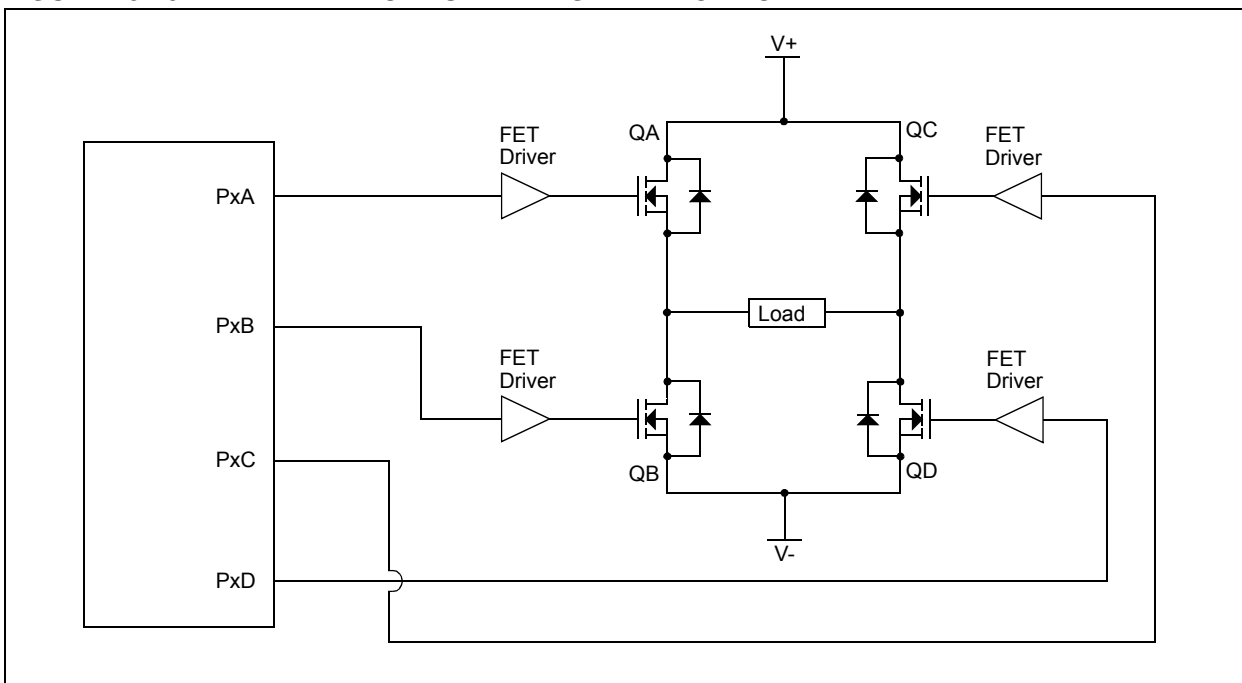 V+
QA
QC
FET
Driver
FET
Driver
PxA
PxB
Load
FET
Driver
FET
Driver
PxC
QB
QD
V-
PxD